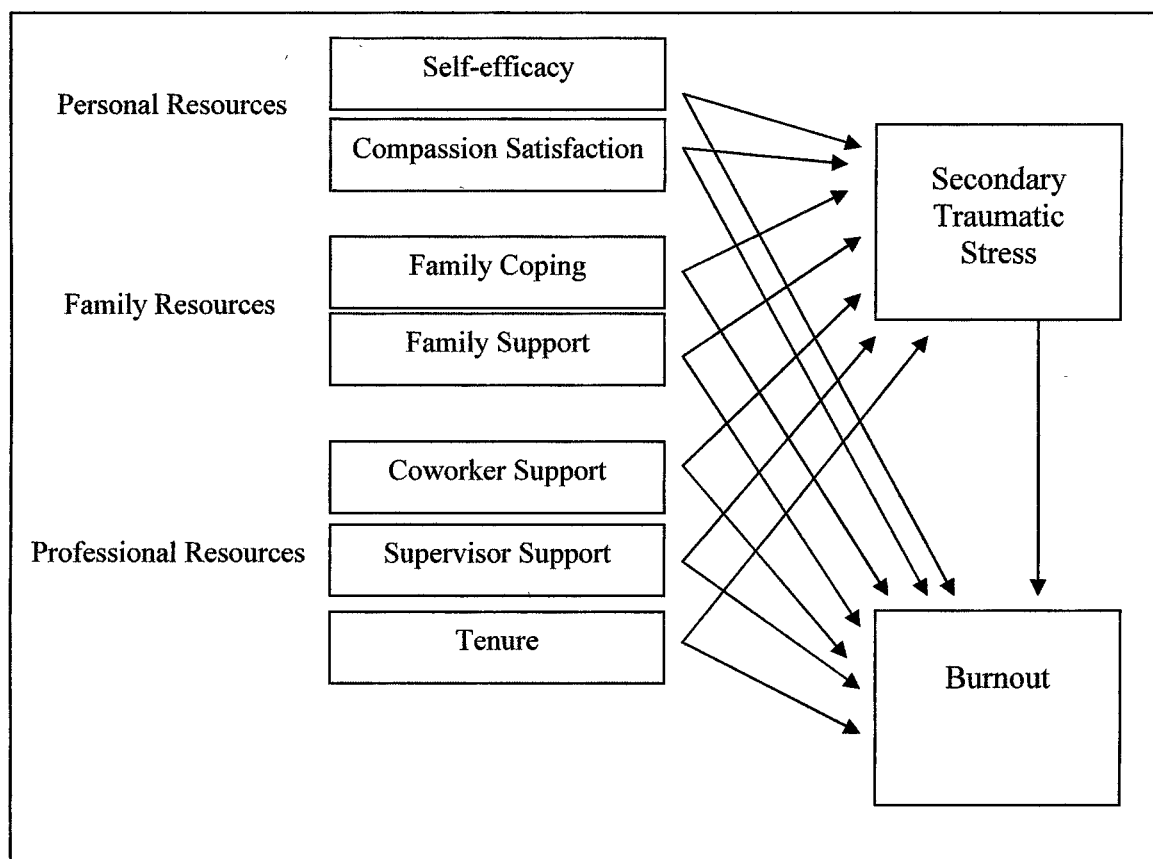 Self-efficacy
Personal Resources
Compassion Satisfaction
Secondary
Traumatic
Stress
Family Coping
Family Resources
Family Support
Coworker Support
Professional Resources
Supervisor Support
Tenure
Burnout